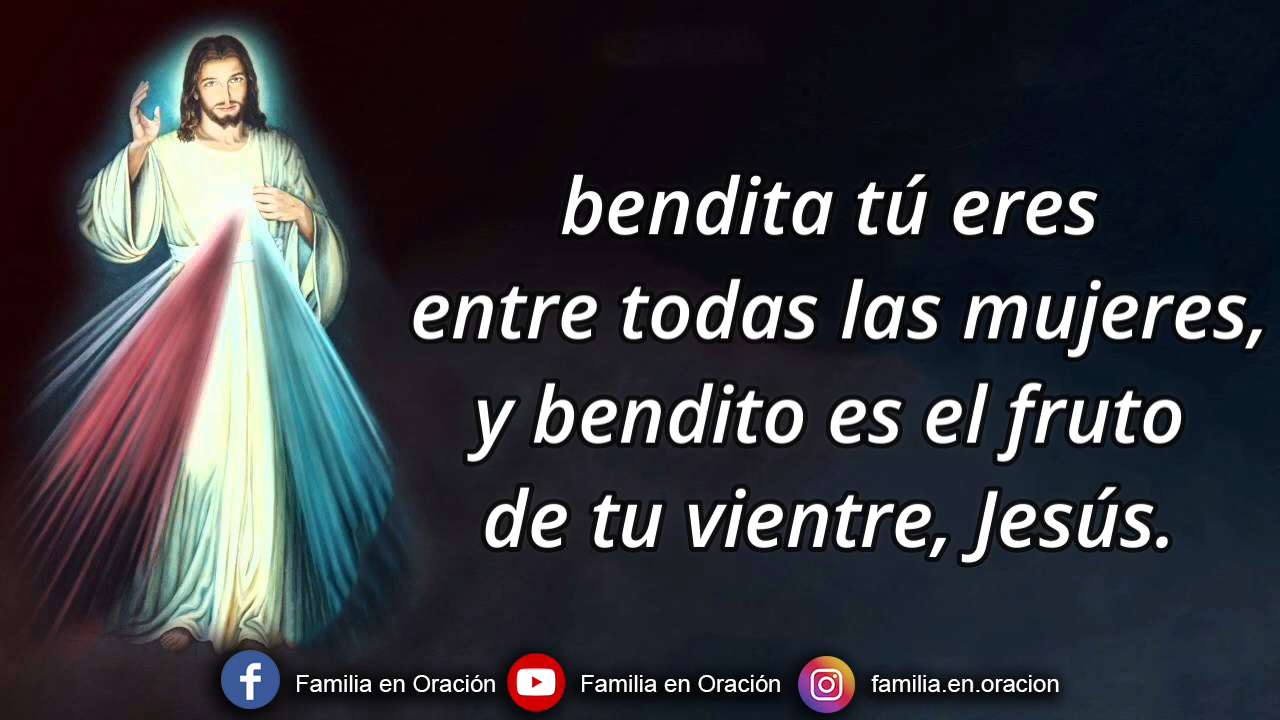 bendita tú eres
entre todas las mujeres,
y bendito es el fruto
de tu vientre, Jesús.
Familia en Oración Familia en Oración familia.en.oracion